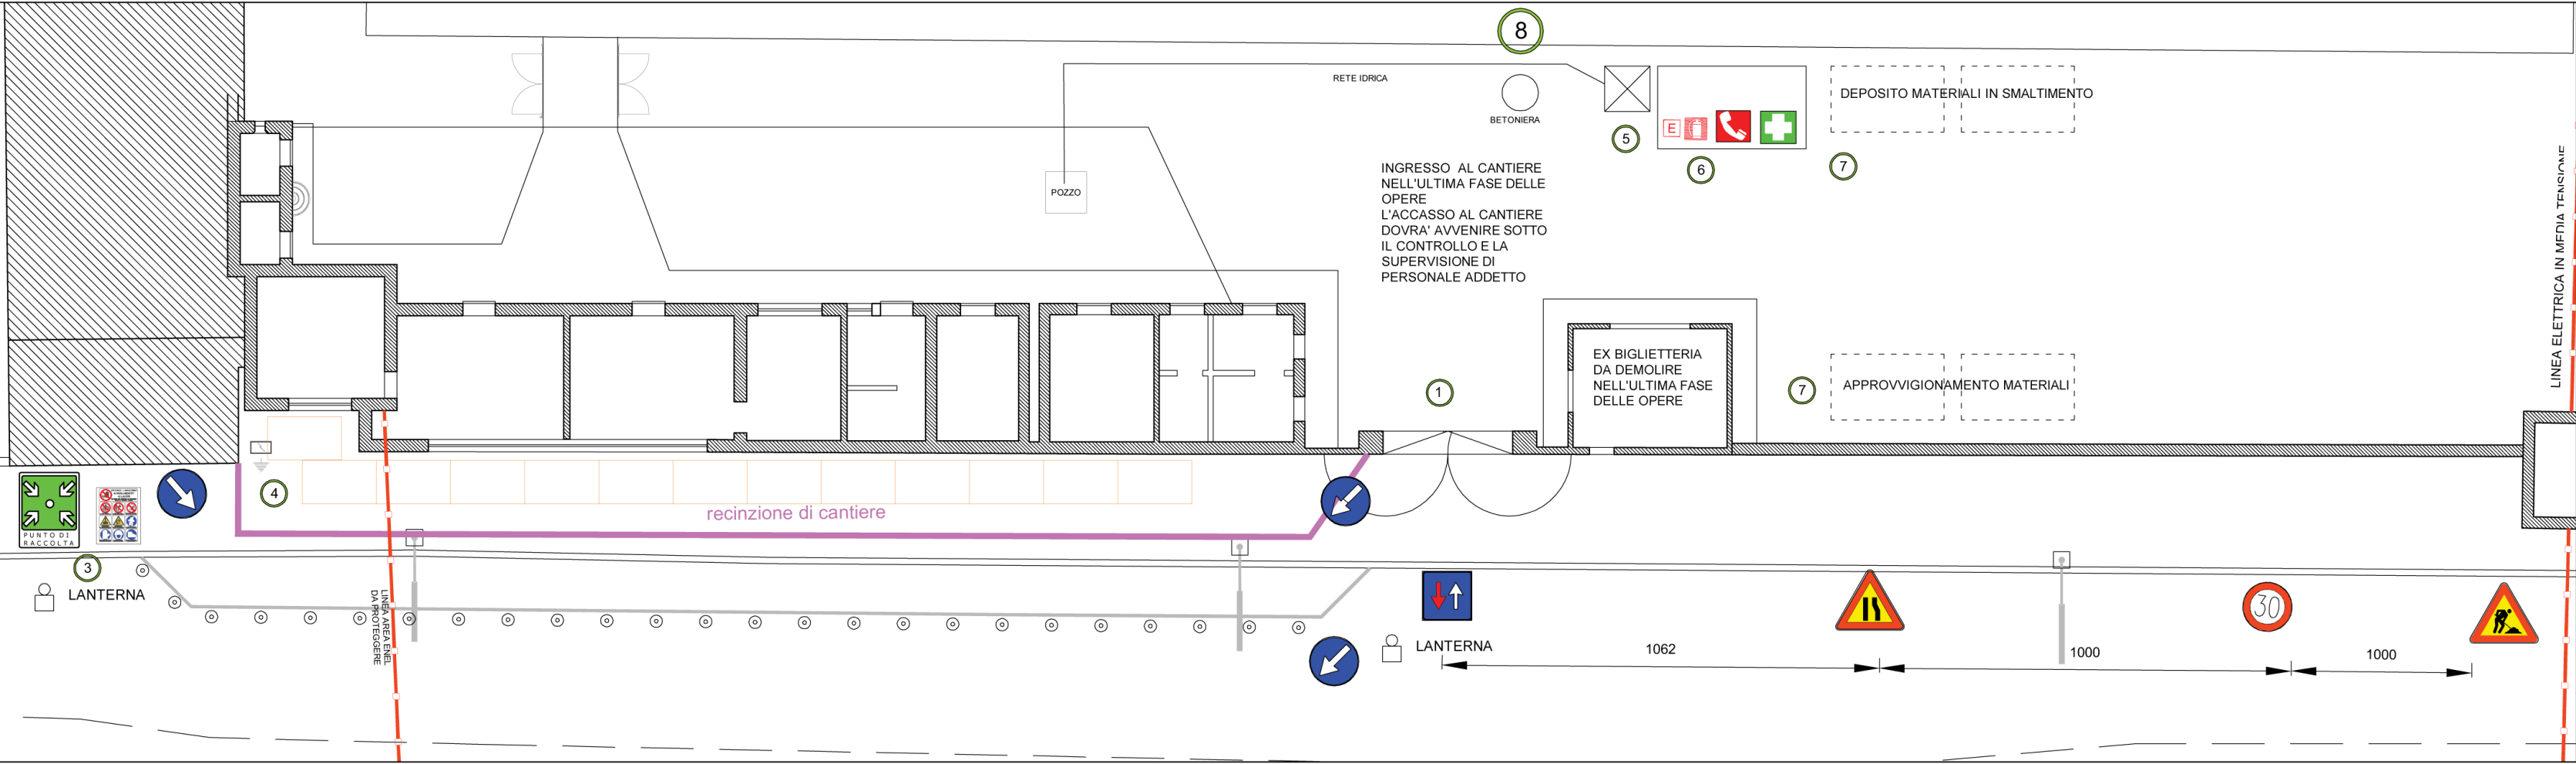 8
RETE IDRICA
BETONIERA
5
E
6
7
DEPOSITO MATERIALI IN SMALTIMENTO
POZZO
INGRESSO AL CANTIERE
NELL'ULTIMA FASE DELLE
OPERE
L'ACCASSO AL CANTIERE
DOVRA' AVVENIRE SOTTO
IL CONTROLLO E LA
SUPERVISIONE DI
PERSONALE ADDETTO
LINEA ELETTRICA IN MEDIA TENSIONE
EX BIGLIETTERIA
DA DEMOLIRE
NELL'ULTIMA FASE
DELLE OPERE
1
7
APPROVVIGIONAMENTO MATERIALI
4
recinzione di cantiere
PUNTO DI
RACCOLTA
3
LANTERNA
LINEA AREA ENEL
DA PROTEGGERE
30
LANTERNA
1062
1000
1000